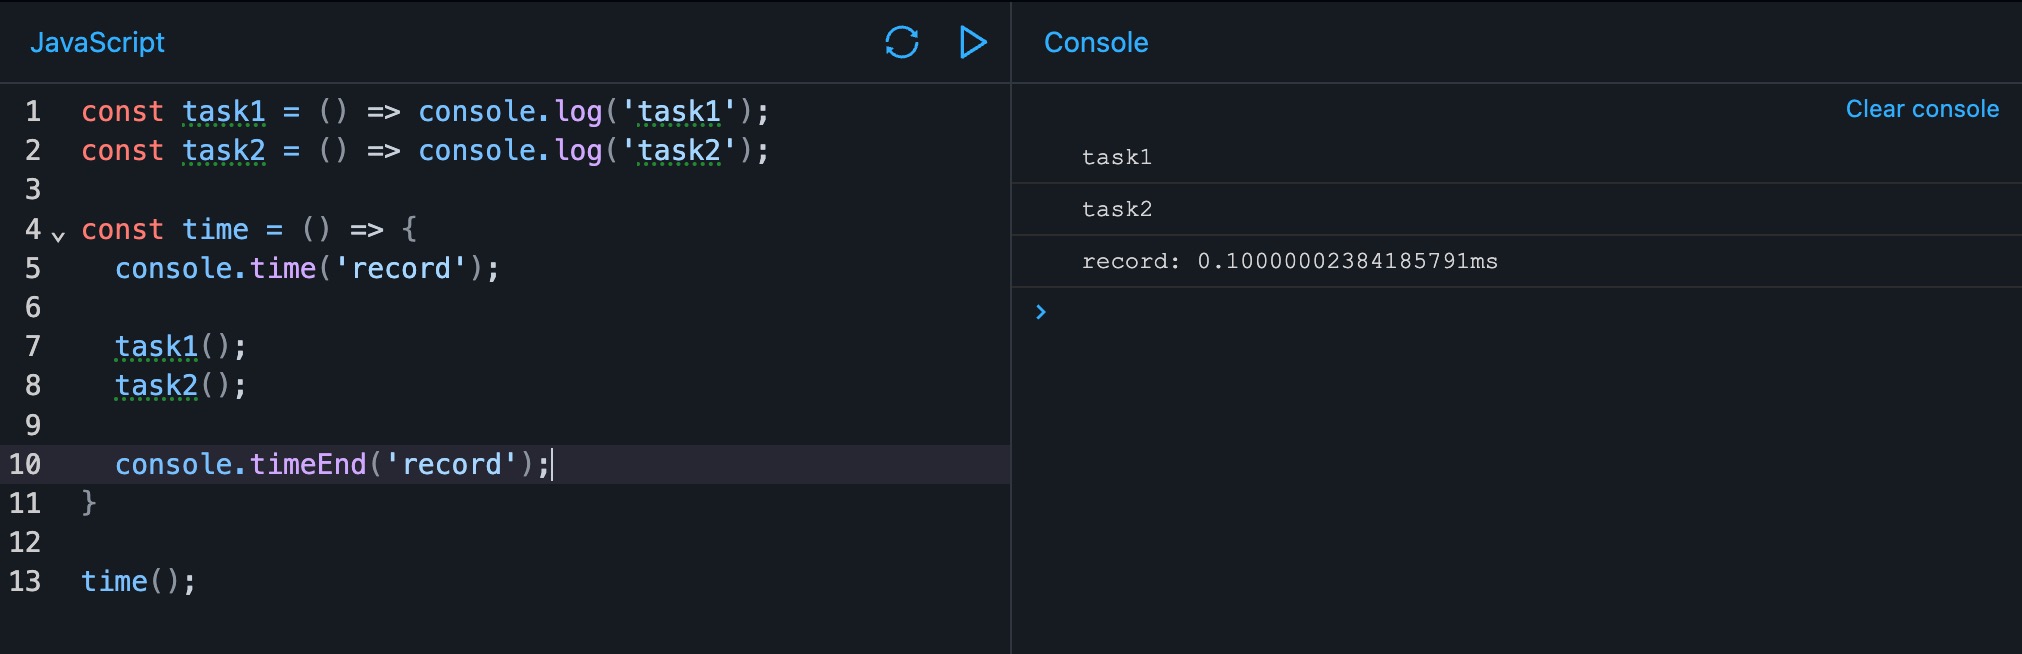 JavaScript
1 const task1 = () => console.log('task1');
2 const task2 = () => console.log('task2');
3
4 const time = () => {
5 console.time('record');
6
7 task1();
8 task2();
9
10 console.timeEnd('record');
11 }
12
13 time();
Console
Clear console
task1
task2
record: 0.10000002384185791ms